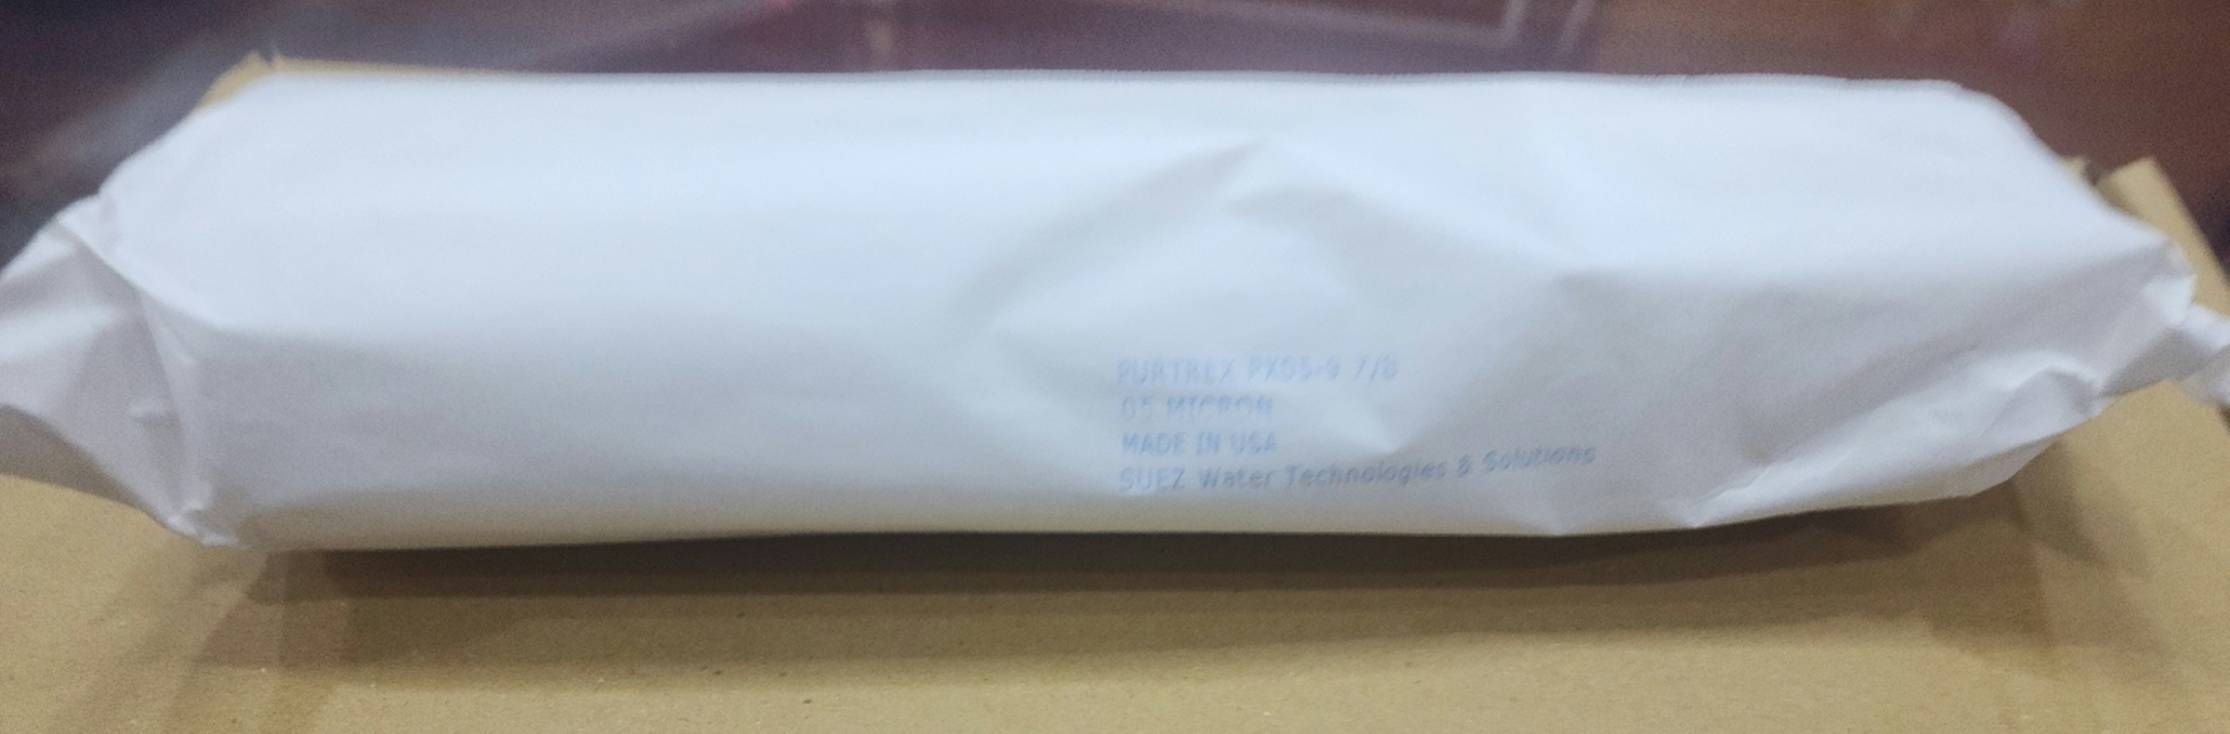 PURTREX PX05-9 7/8
05 MICRON
MADE IN USA
SUEZ Water Technologies & Solutions